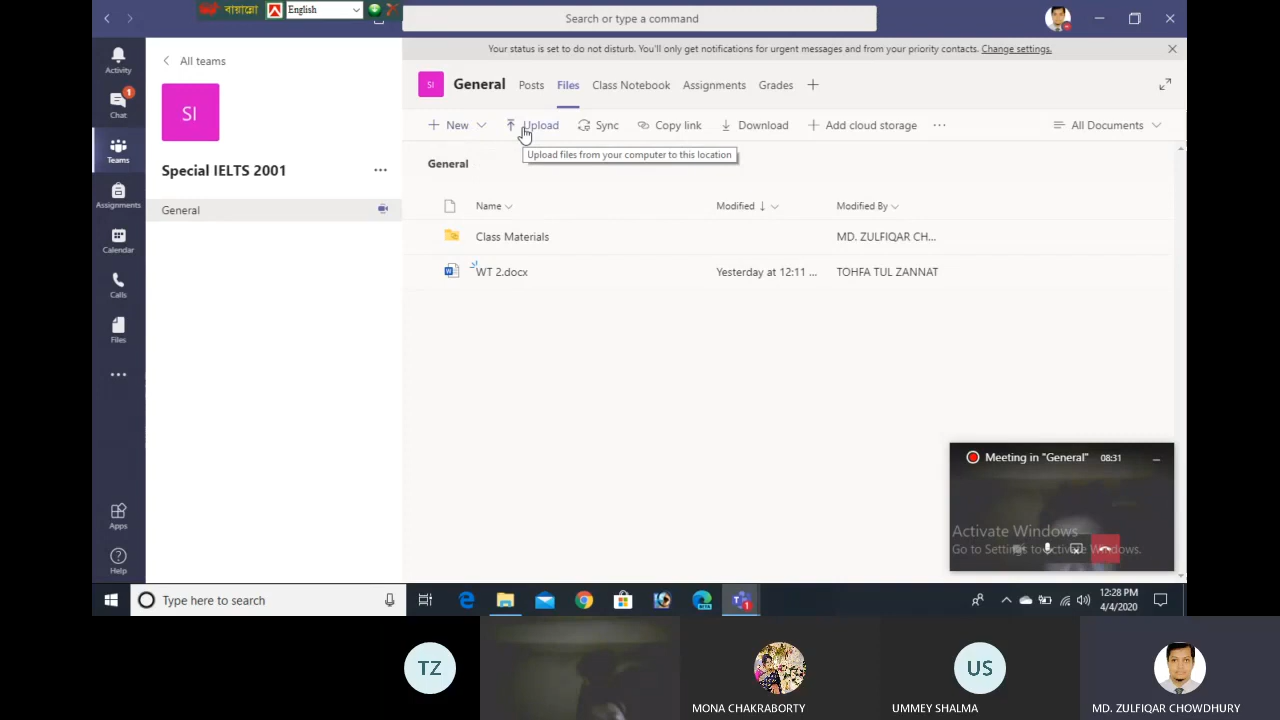 বায়ান্নো English
Search or type a command
Activity
Chat 1
Teams
Assignments
Calendar
Calls
Files
Apps
Help
All teams
SI
Special IELTS 2001
General
Your status is set to do not disturb. You'll only get notifications for urgent messages and from your priority contacts. Change settings.
SI General Posts Files Class Notebook Assignments Grades
New Upload Sync Copy link Download Add cloud storage All Documents
Upload files from your computer to this location
General
Name Modified Modified By
Class Materials MD. ZULFIQAR CH...
WT 2.docx Yesterday at 12:11 ... TOHFA TUL ZANNAT
Meeting in "General" 08:31
Activate Windows
Go to Settings to activate Windows.
Type here to search
12:28 PM
4/4/2020
TZ
US
MONA CHAKRABORTY
UMMEY SHALMA
MD. ZULFIQAR CHOWDHURY